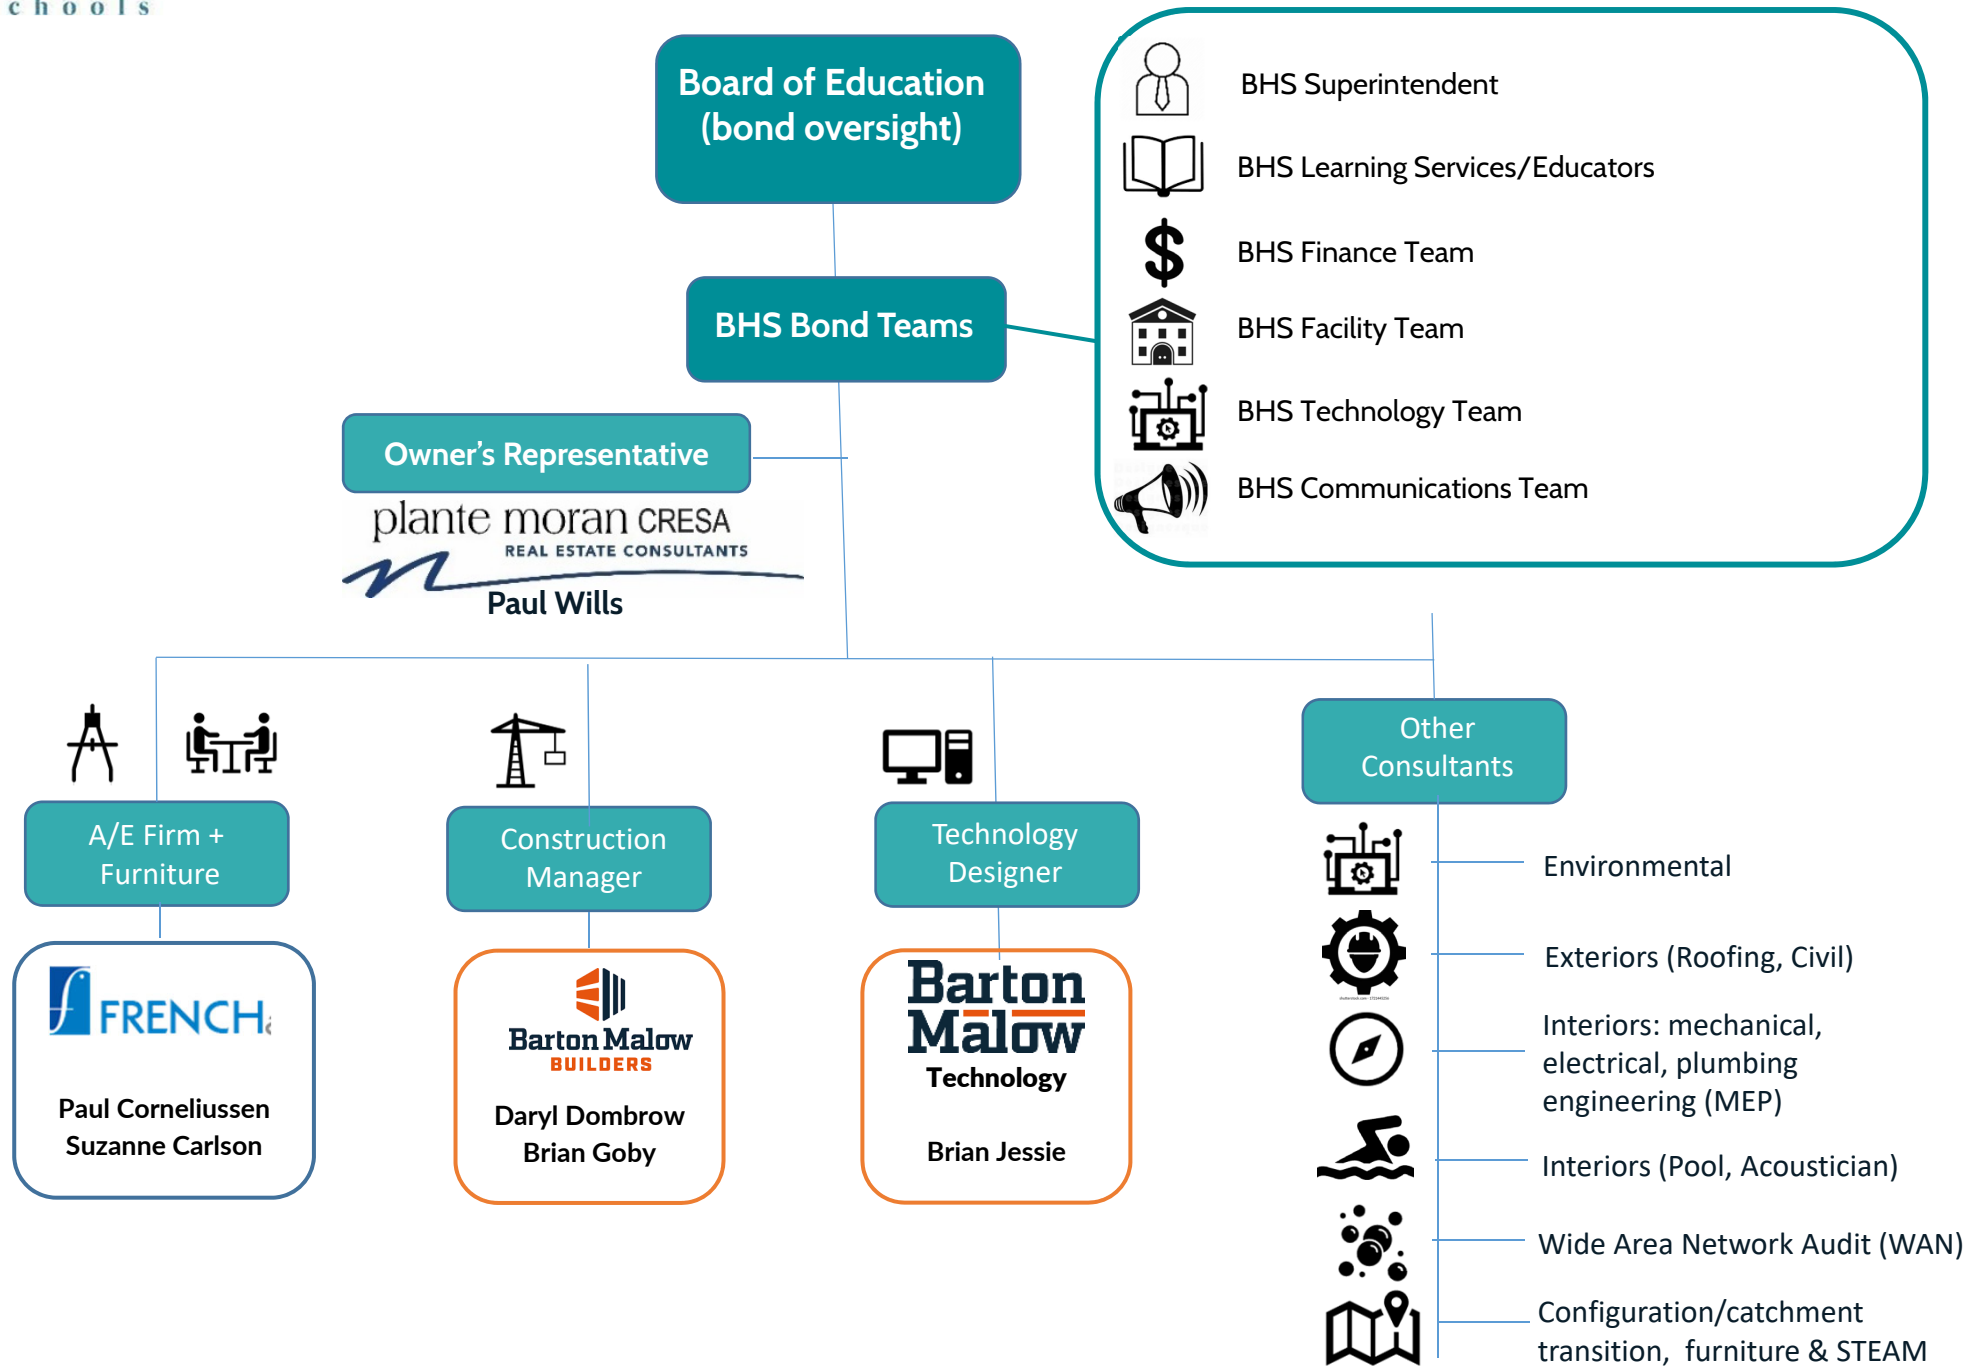 chools
Board of Education
(bond oversight)
BHS Bond Teams
BHS Superintendent
BHS Learning Services/Educators
BHS Finance Team
BHS Facility Team
BHS Technology Team
BHS Communications Team
Owner's Representative
plante moran CRESA
REAL ESTATE CONSULTANTS
Paul Wills
A/E Firm +
Furniture
f FRENCH
Paul Corneliussen
Suzanne Carlson
Construction
Manager
Barton Malow
BUILDERS
Daryl Dombrow
Brian Goby
Technology
Designer
Barton
Malow
Technology
Brian Jessie
Other
Consultants
Environmental
Exteriors (Roofing, Civil)
Interiors: mechanical,
electrical, plumbing
engineering (MEP)
Interiors (Pool, Acoustician)
Wide Area Network Audit (WAN)
Configuration/catchment
transition, furniture & STEAM